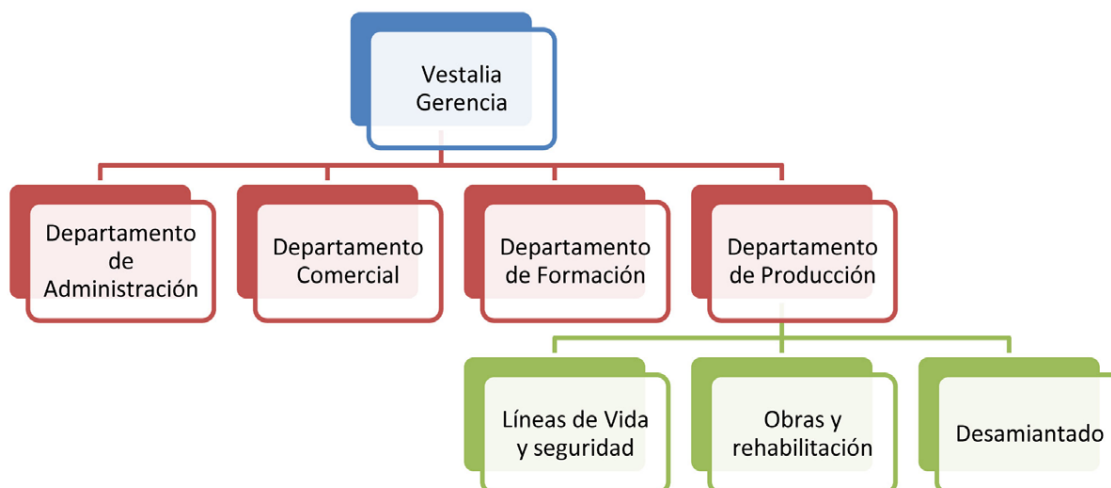 Vestalia
Gerencia
Departamento
de
Administración
Departamento
Comercial
Departamento
de Formación
Departamento
de Producción
Líneas de Vida
y seguridad
Obras y
rehabilitación
Desamiantado